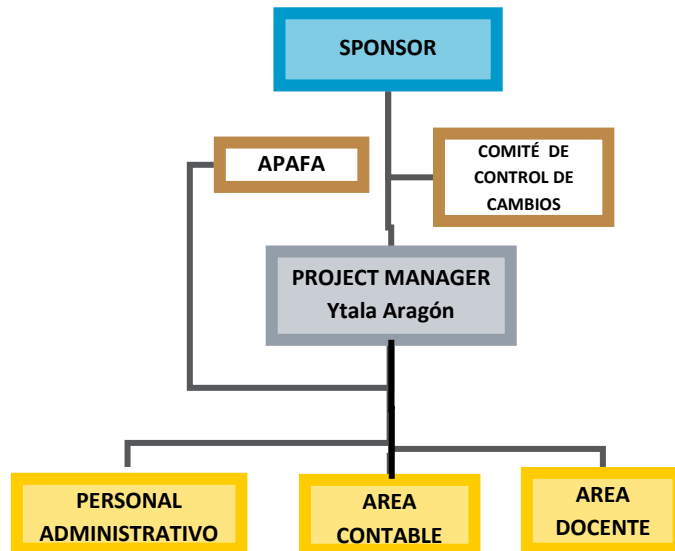 SPONSOR
APAFA
COMITÉ DE
CONTROL DE
CAMBIOS
PROJECT MANAGER
Ytala Aragón
PERSONAL
ADMINISTRATIVO
AREA
CONTABLE
AREA
DOCENTE